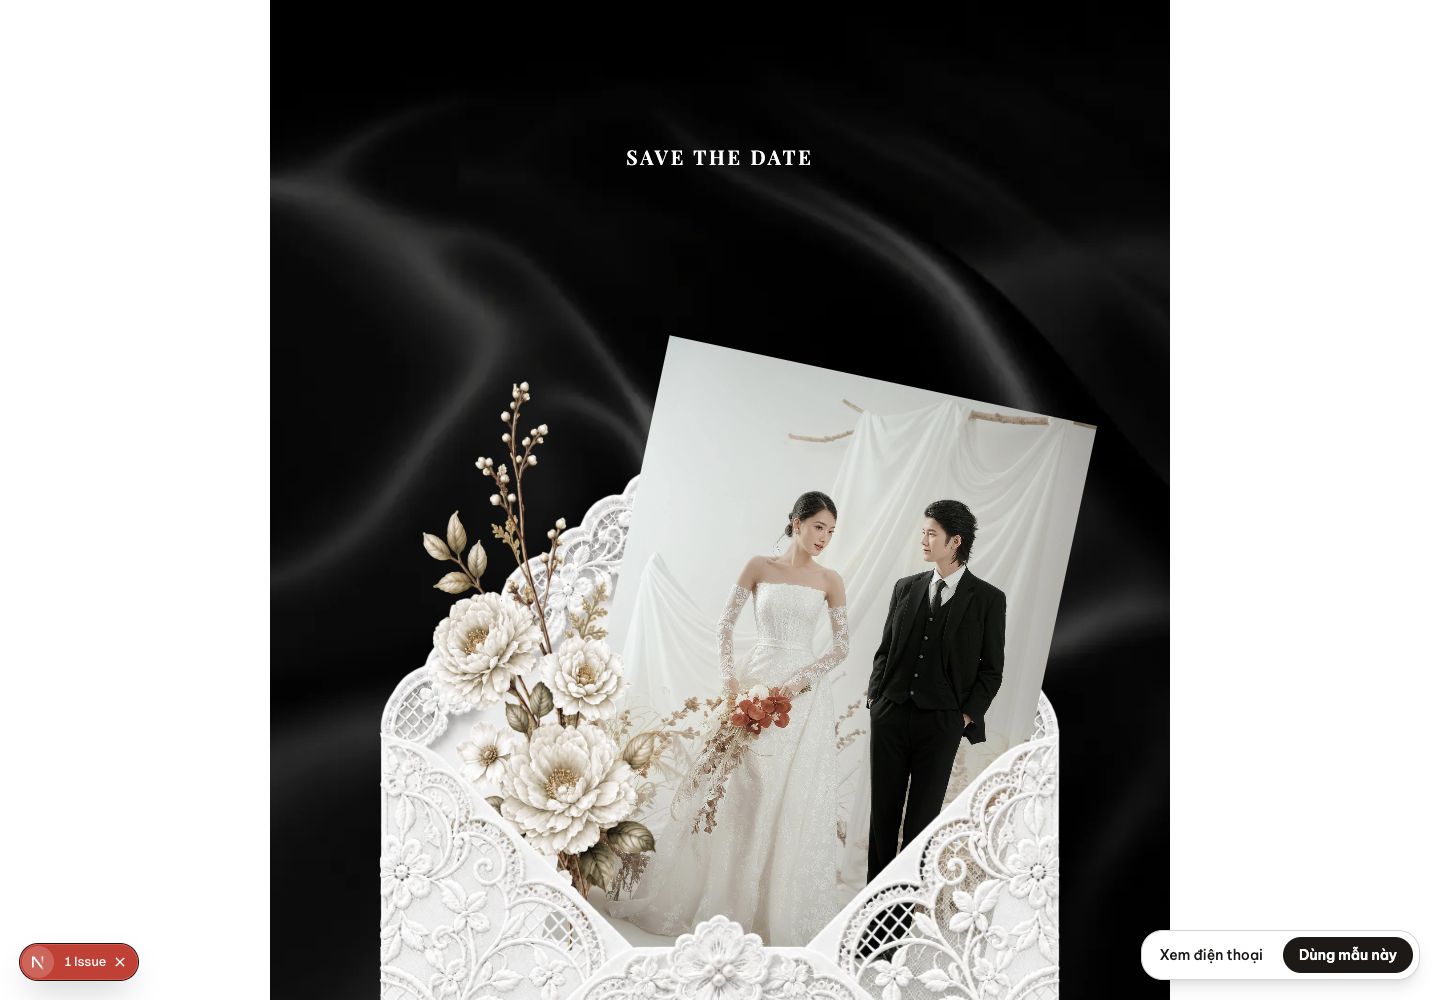 SAVE THE DATE
1 Issue
Xem điện thoại
Dùng mẫu này